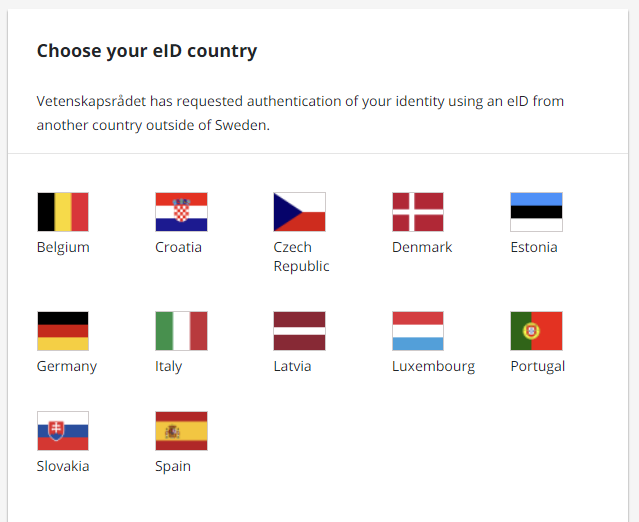 Choose your eID country
Vetenskapsrådet has requested authentication of your identity using an eID from
another country outside of Sweden.
Belgium
Croatia
Czech
Republic
Denmark
Estonia
Germany
Italy
Latvia
Luxembourg
Portugal
Slovakia
Spain